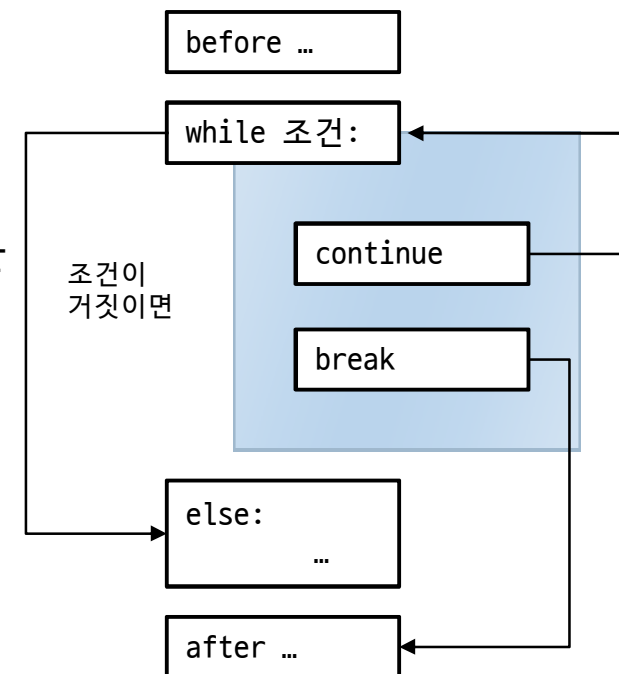 before …
while 조건:
continue
조건이
거짓이면
break
else:
…
after …